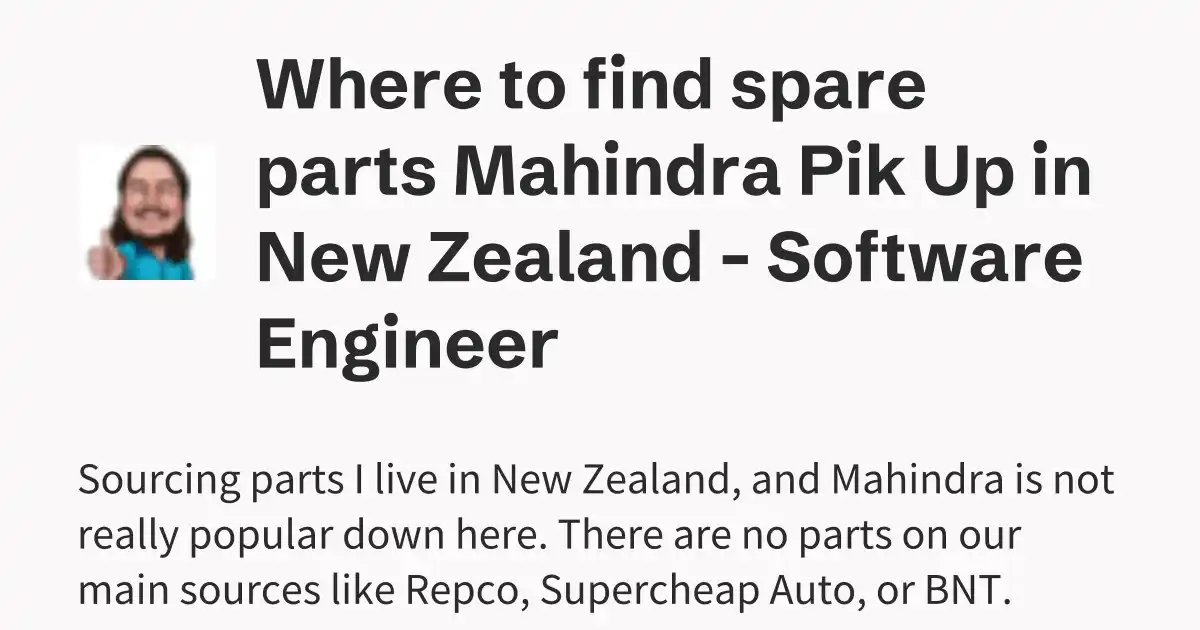 Where to find spare
parts Mahindra Pik Up in
New Zealand - Software
Engineer
Sourcing parts I live in New Zealand, and Mahindra is not
really popular down here. There are no parts on our
main sources like Repco, Supercheap Auto, or BNT.